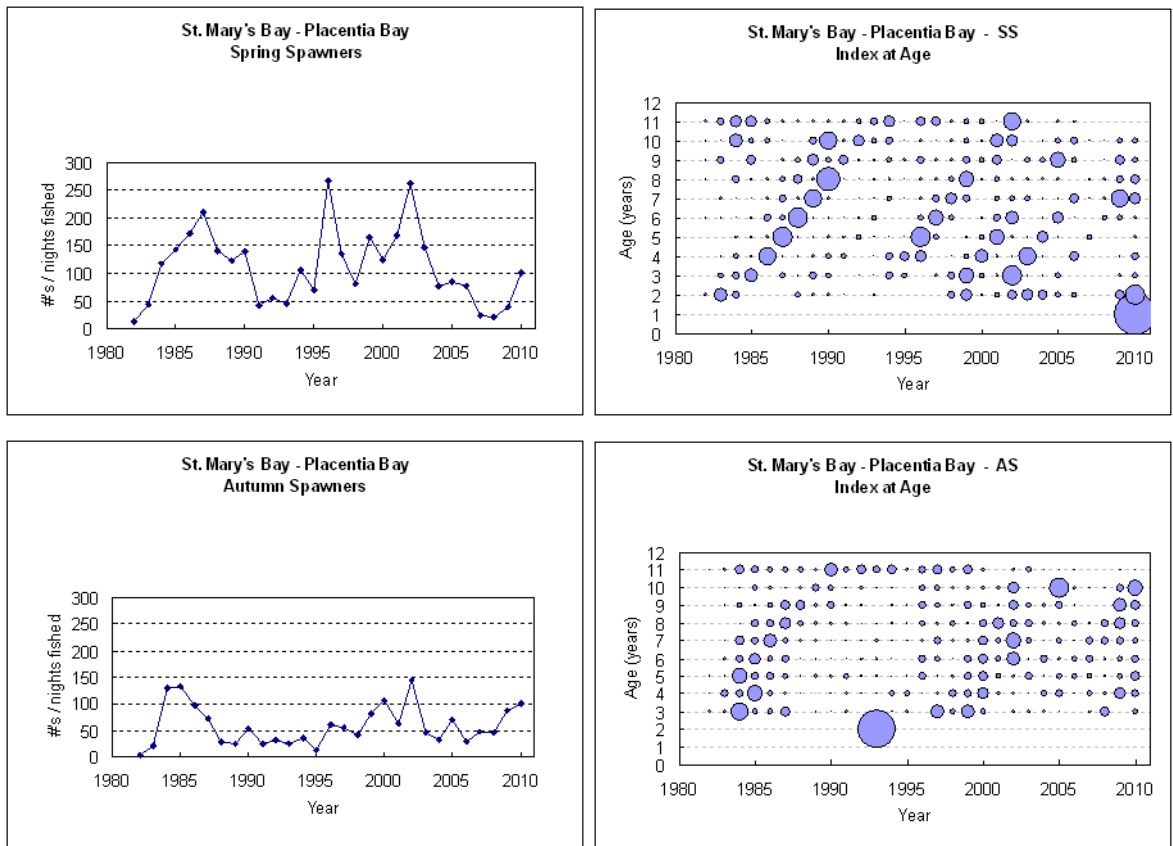 St. Mary's Bay - Placentia Bay
Spring Spawners
#'s / nights fished
300
250
200
150
100
50
0
1980 1985 1990 1995 2000 2005 2010
Year
St. Mary's Bay - Placentia Bay - SS
Index at Age
Age (years)
12
11
10
9
8
7
6
5
4
3
2
1
0
1980 1985 1990 1995 2000 2005 2010
Year
St. Mary's Bay - Placentia Bay
Autumn Spawners
#'s / nights fished
300
250
200
150
100
50
0
1980 1985 1990 1995 2000 2005 2010
Year
St. Mary's Bay - Placentia Bay - AS
Index at Age
Age (years)
12
11
10
9
8
7
6
5
4
3
2
1
0
1980 1985 1990 1995 2000 2005 2010
Year